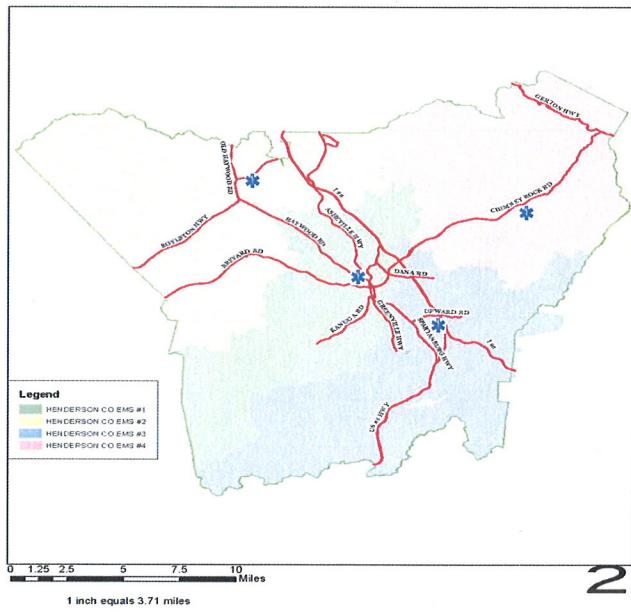 GERTON HWY
OLD HAYWOOD RD
I 26
CHIMNEY ROCK RD
ASHEVILLE HWY
HAYWOOD RD
BOYLSTON HWY
BREVARD RD
DANA RD
KANUGA RD
GREENVILLE HWY
UPWARD RD
SPARTANBURG HWY
I 26
US 25 HWY
Legend
HENDERSON CO EMS #1
HENDERSON CO EMS #2
HENDERSON CO EMS #3
HENDERSON CO EMS #4
0 1.25 2.5 5 7.5 10
Miles
1 inch equals 3.71 miles
2